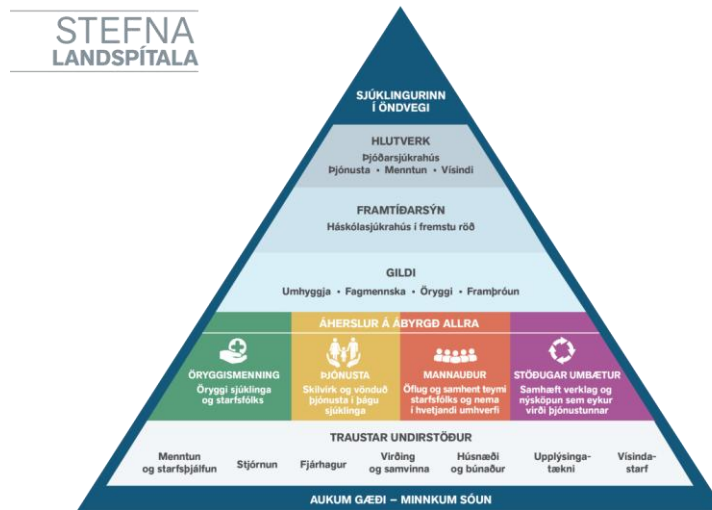 STEFNA
LANDSPÍTALA
SJÚKLINGURINN
Í ÖNDVEGI
HLUTVERK
Þjóðarsjúkrahús
Þjónusta • Menntun • Vísindi
FRAMTÍÐARSÝN
Háskólasjúkrahús í fremstu röð
GILDI
Umhyggja • Fagmennska • Öryggi • Framþróun
ÁHERSLUR Á ÁBYRGÐ ALLRA
ÖRYGGISMENNING
Öryggi sjúklinga
og starfsfólks
ÞJÓNUSTA
Skilvirk og vönduð
þjónusta í þágu
sjúklinga
MANNAUÐUR
Öflug og samhent teymi
starfsfólks og nema
í hvetjandi umhverfi
STÖÐUGAR UMBÆTUR
Samhæft verklag og
nýsköpun sem eykur
virði þjónustunnar
TRAUSTAR UNDIRSTÖÐUR
Menntun
og starfsþjálfun
Stjórnun
Fjárhagur
Virðing
og samvinna
Húsnæði
og búnaður
Upplýsinga-
tækni
Vísinda-
starf
AUKUM GÆÐI – MINNKUM SÓUN